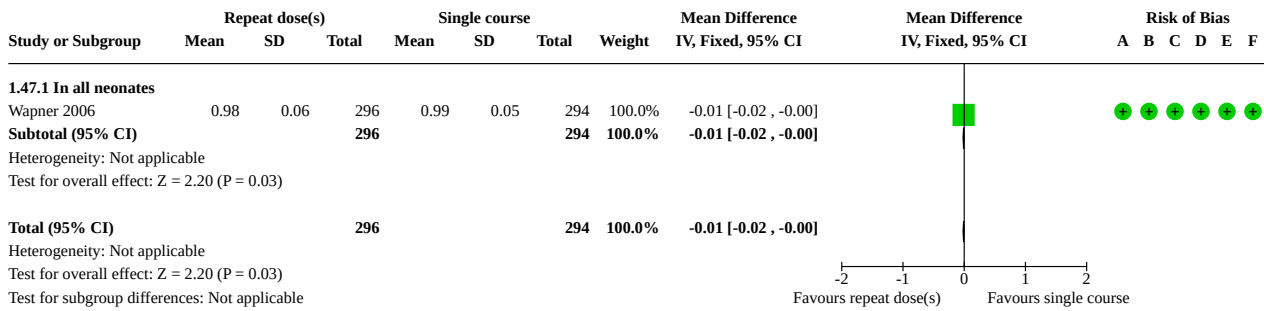 Repeat dose(s) Single course Mean Difference Mean Difference Risk of Bias
Study or Subgroup Mean SD Total Mean SD Total Weight IV, Fixed, 95% CI IV, Fixed, 95% CI A B C D E F
1.47.1 In all neonates
Wapner 2006 0.98 0.06 296 0.99 0.05 294 100.0% -0.01 [-0.02 , -0.00] + + + + + +
Subtotal (95% CI) 296 294 100.0% -0.01 [-0.02 , -0.00]
Heterogeneity: Not applicable
Test for overall effect: Z = 2.20 (P = 0.03)
Total (95% CI) 296 294 100.0% -0.01 [-0.02 , -0.00]
Heterogeneity: Not applicable
Test for overall effect: Z = 2.20 (P = 0.03) -2 -1 0 1 2
Test for subgroup differences: Not applicable Favours repeat dose(s) Favours single course